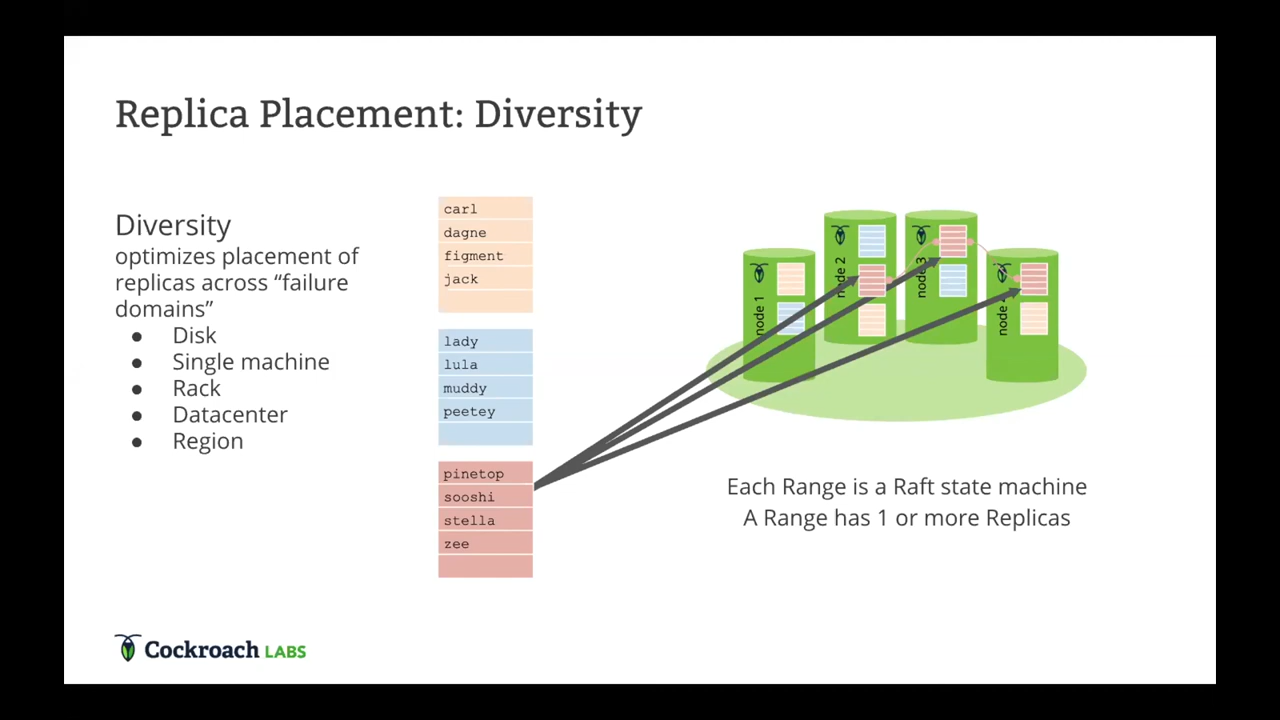 Replica Placement: Diversity
Diversity
optimizes placement of
replicas across “failure
domains”
● Disk
● Single machine
● Rack
● Datacenter
● Region
carl
dagne
figment
jack
lady
lula
muddy
peetey
pinetop
sooshi
stella
zee
node 1
node 2
node 3
node
Each Range is a Raft state machine
A Range has 1 or more Replicas
Cockroach LABS